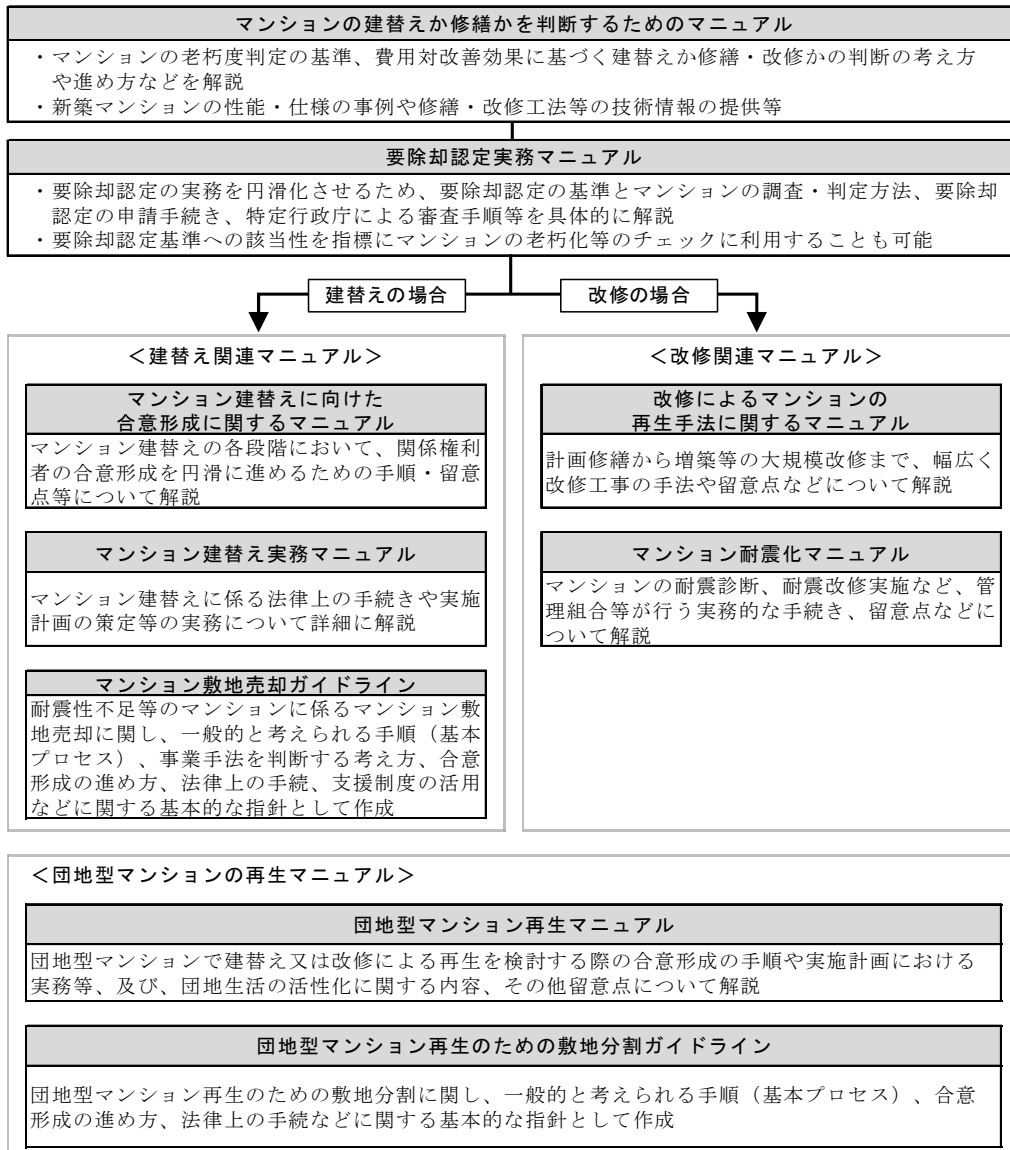 マンションの建替えか修繕かを判断するためのマニュアル
・マンションの老朽度判定の基準、費用対改善効果に基づく建替えか修繕・改修かの判断の考え方
や進め方などを解説
・新築マンションの性能・仕様の事例や修繕・改修工法等の技術情報の提供等
要除却認定実務マニュアル
・要除却認定の実務を円滑化させるため、要除却認定の基準とマンションの調査・判定方法、要除却
認定の申請手続き、特定行政庁による審査手順等を具体的に解説
・要除却認定基準への該当性を指標にマンションの老朽化等のチェックに利用することも可能
建替えの場合
改修の場合
＜建替え関連マニュアル＞
マンション建替えに向けた
合意形成に関するマニュアル
マンション建替えの各段階において、関係権利
者の合意形成を円滑に進めるための手順・留意
点等について解説
マンション建替え実務マニュアル
マンション建替えに係る法律上の手続きや実施
計画の策定等の実務について詳細に解説
マンション敷地売却ガイドライン
耐震性不足等のマンションに係るマンション敷
地売却に関し、一般的と考えられる手順（基本
プロセス）、事業手法を判断する考え方、合意
形成の進め方、法律上の手続、支援制度の活用
などに関する基本的な指針として作成
＜改修関連マニュアル＞
改修によるマンションの
再生手法に関するマニュアル
計画修繕から増築等の大規模改修まで、幅広く
改修工事の手法や留意点などについて解説
マンション耐震化マニュアル
マンションの耐震診断、耐震改修実施など、管
理組合等が行う実務的な手続き、留意点などに
ついて解説
＜団地型マンションの再生マニュアル＞
団地型マンション再生マニュアル
団地型マンションで建替え又は改修による再生を検討する際の合意形成の手順や実施計画における
実務等、及び、団地生活の活性化に関する内容、その他留意点について解説
団地型マンション再生のための敷地分割ガイドライン
団地型マンション再生のための敷地分割に関し、一般的と考えられる手順（基本プロセス）、合意
形成の進め方、法律上の手続などに関する基本的な指針として作成